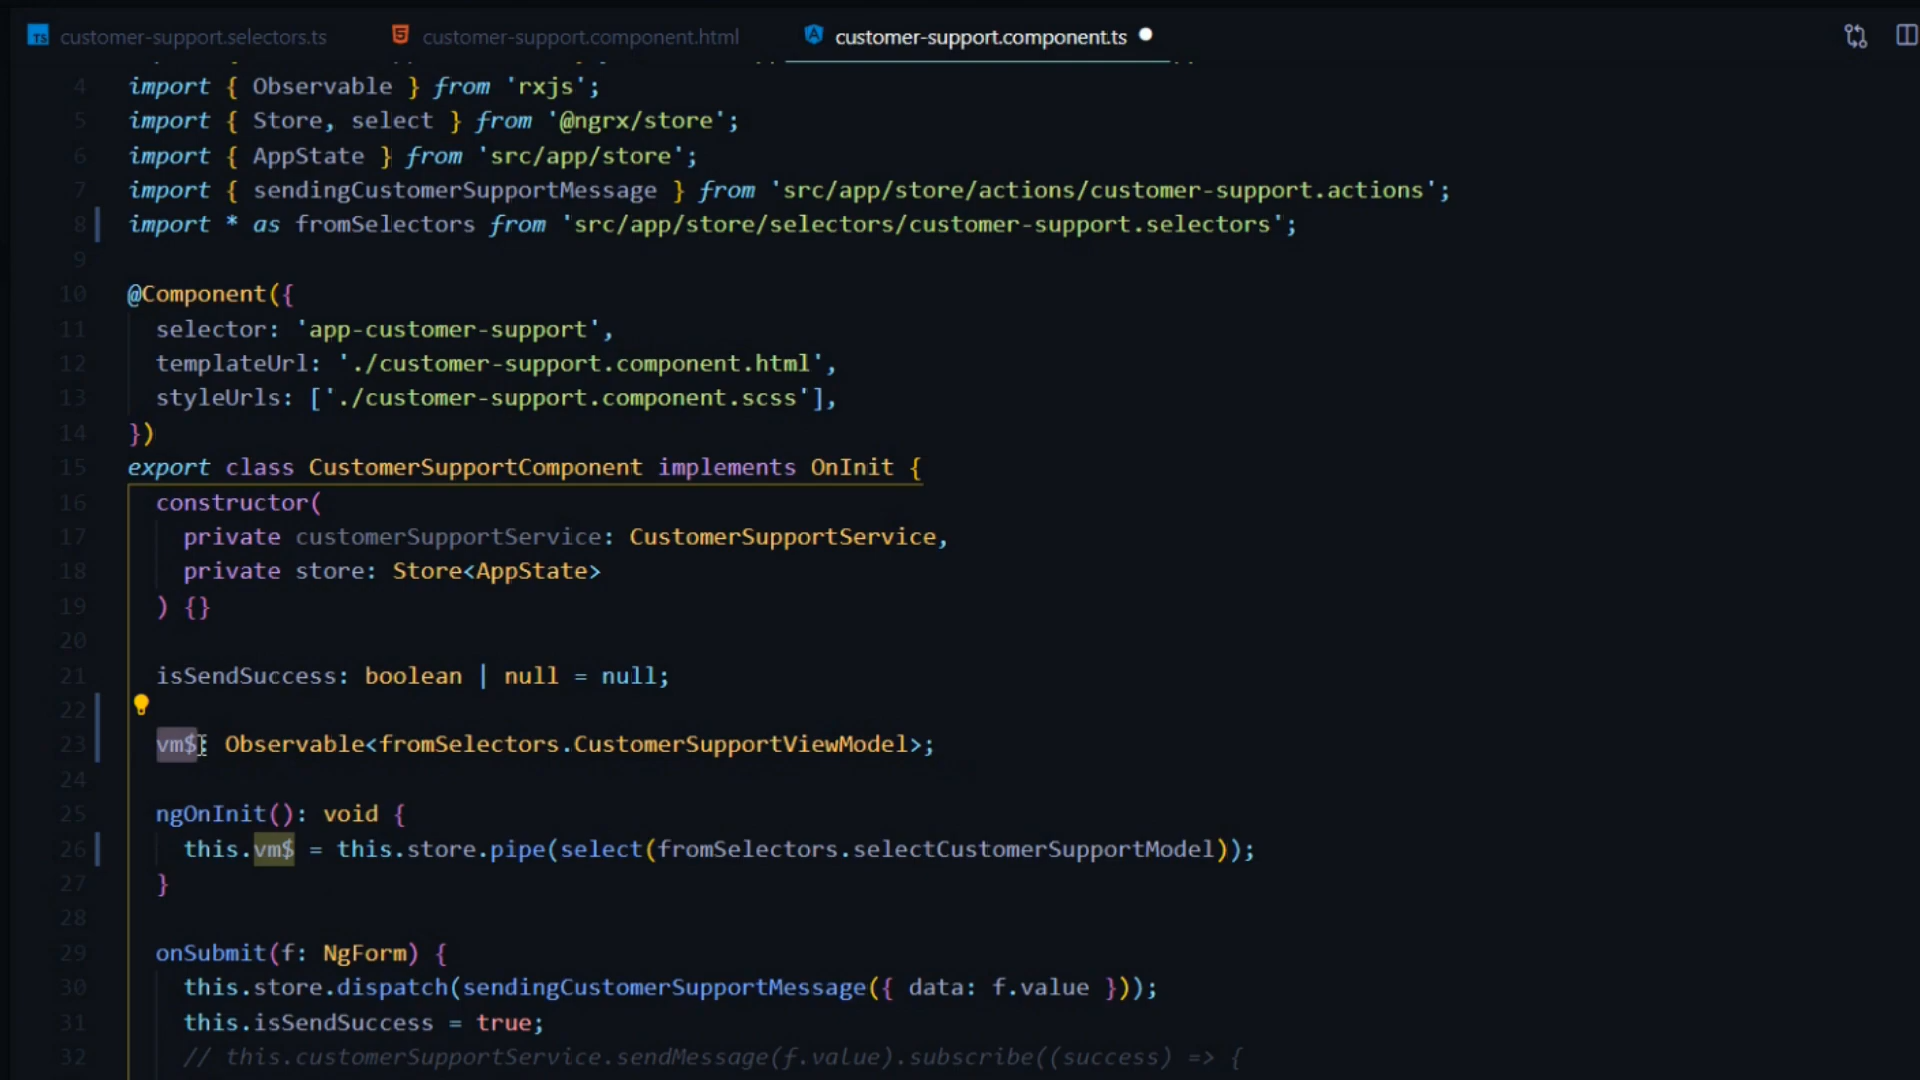 customer-support.selectors.ts customer-support.component.html customer-support.component.ts
4 import { Observable } from 'rxjs';
5 import { Store, select } from '@ngrx/store';
6 import { AppState } from 'src/app/store';
7 import { sendingCustomerSupportMessage } from 'src/app/store/actions/customer-support.actions';
8 import * as fromSelectors from 'src/app/store/selectors/customer-support.selectors';
9
10 @Component({
11 selector: 'app-customer-support',
12 templateUrl: './customer-support.component.html',
13 styleUrls: ['./customer-support.component.scss'],
14 })
15 export class CustomerSupportComponent implements OnInit {
16 constructor(
17 private customerSupportService: CustomerSupportService,
18 private store: Store<AppState>
19 ) {}
20
21 isSendSuccess: boolean | null = null;
22
23 vm$: Observable<fromSelectors.CustomerSupportViewModel>;
24
25 ngOnInit(): void {
26 this.vm$ = this.store.pipe(select(fromSelectors.selectCustomerSupportModel));
27 }
28
29 onSubmit(f: NgForm) {
30 this.store.dispatch(sendingCustomerSupportMessage({ data: f.value }));
31 this.isSendSuccess = true;
32 // this.customerSupportService.sendMessage(f.value).subscribe((success) => {